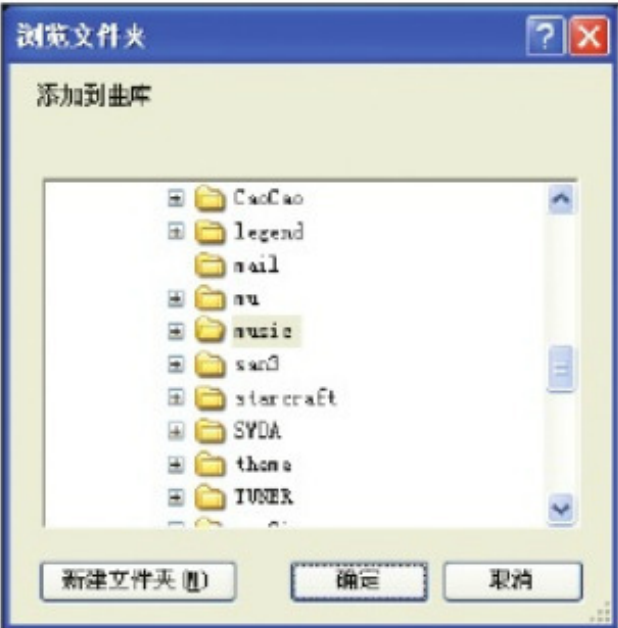 浏览文件夹
添加到曲库
CaoCao
legend
mail
mu
music
san3
starcraft
SYDA
theme
TUNER
新建文件夹(N)
确定
取消